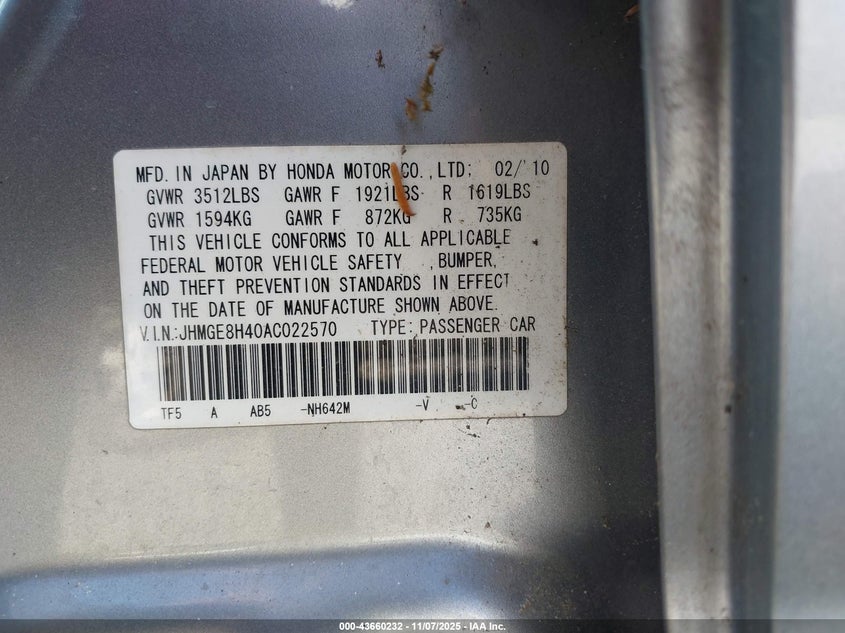 MFD. IN JAPAN BY HONDA MOTOR CO., LTD; 02/'10
GVWR 3512LBS GAWR F 1921LBS R 1619LBS
GVWR 1594KG GAWR F 872KG R 735KG
THIS VEHICLE CONFORMS TO ALL APPLICABLE
FEDERAL MOTOR VEHICLE SAFETY ,BUMPER,
AND THEFT PREVENTION STANDARDS IN EFFECT
ON THE DATE OF MANUFACTURE SHOWN ABOVE.
V.I.N.:JHMGE8H40AC022570 TYPE: PASSENGER CAR
TF5 A AB5 -NH642M -V -C
000-43660232 - 11/07/2025 - IAA Inc.